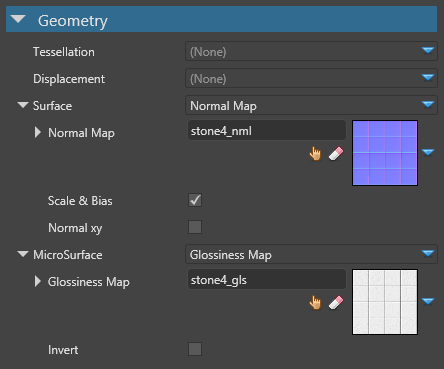 Geometry
Tessellation (None)
Displacement (None)
Surface Normal Map
Normal Map stone4_nml
Scale & Bias
Normal xy
MicroSurface Glossiness Map
Glossiness Map stone4_gls
Invert